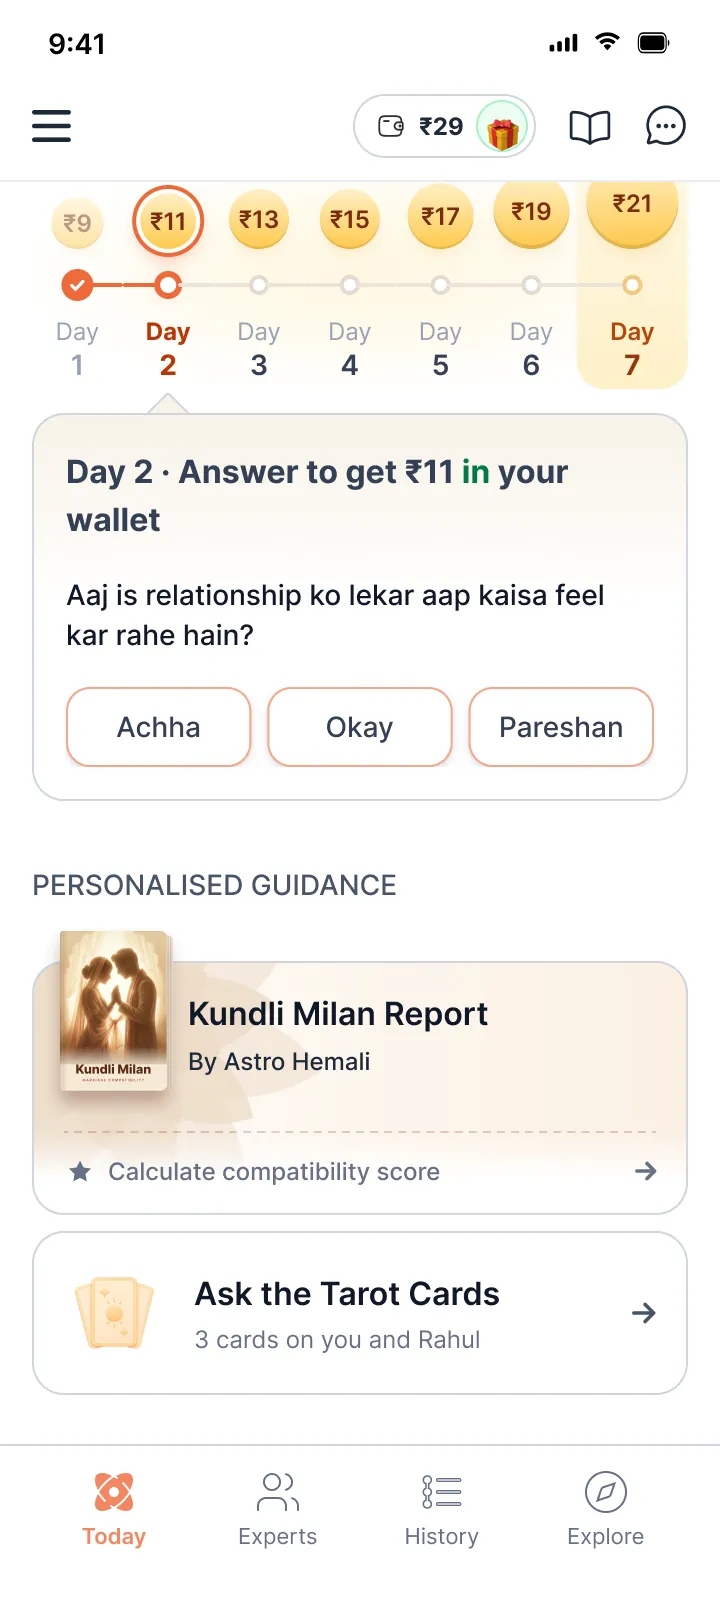 9:41
₹29
₹9 ₹11 ₹13 ₹15 ₹17 ₹19 ₹21
Day Day Day Day Day Day Day
1 2 3 4 5 6 7
Day 2 · Answer to get ₹11 in your
wallet
Aaj is relationship ko lekar aap kaisa feel
kar rahe hain?
Achha Okay Pareshan
PERSONALISED GUIDANCE
Kundli Milan
MARRIAGE COMPATIBILITY
Kundli Milan Report
By Astro Hemali
Calculate compatibility score
Ask the Tarot Cards
3 cards on you and Rahul
Today Experts History Explore